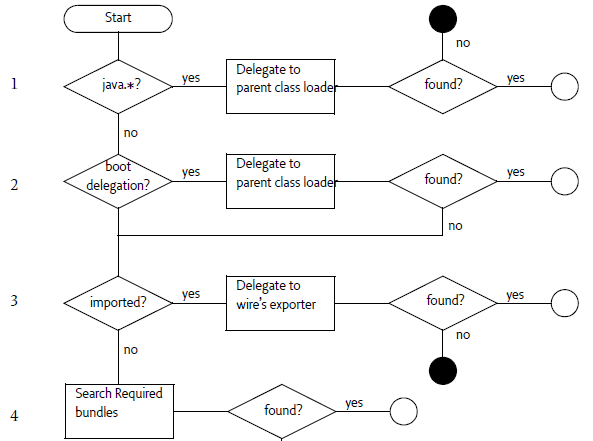 Start
no
1
java.*?
yes
Delegate to
parent class loader
found?
yes
no
2
boot
delegation?
yes
Delegate to
parent class loader
found?
yes
no
3
imported?
yes
Delegate to
wire's exporter
found?
yes
no
no
4
Search Required
bundles
found?
yes